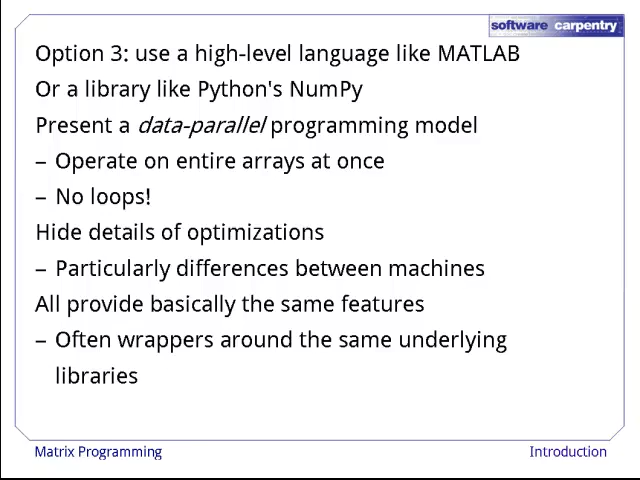 software carpentry
Option 3: use a high-level language like MATLAB
Or a library like Python's NumPy
Present a data-parallel programming model
– Operate on entire arrays at once
– No loops!
Hide details of optimizations
– Particularly differences between machines
All provide basically the same features
– Often wrappers around the same underlying
libraries
Matrix Programming
Introduction